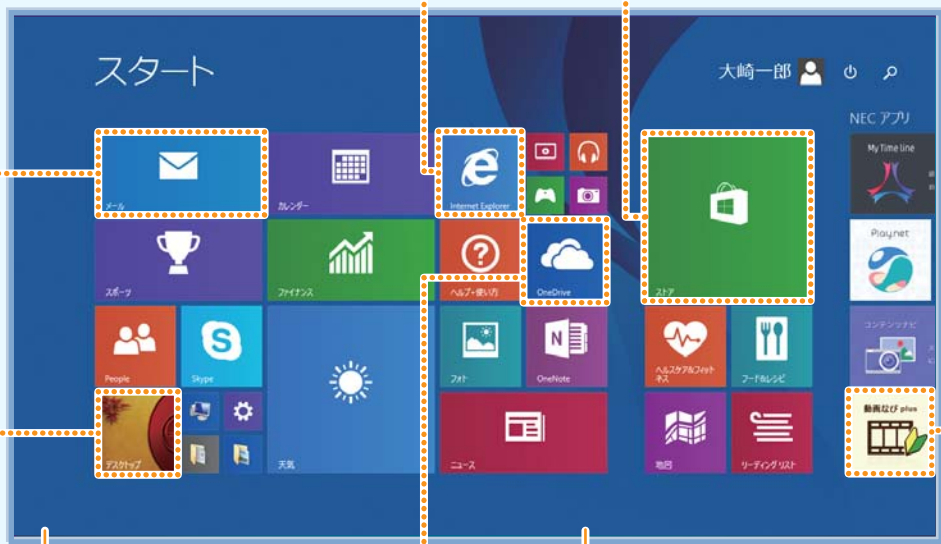 スタート
大崎一郎
NEC アプリ
メール
カレンダー
Internet Explorer
My Time line
スポーツ
ファイナンス
ヘルプ+使い方
OneDrive
ストア
Play.net
People
Skype
S
天気
フォト
N
OneNote
ヘルスケア&フィット
ネス
フード&レシピ
コンテンツナビ
デスクトップ
ニュース
地図
リーディング リスト
動画なび plus